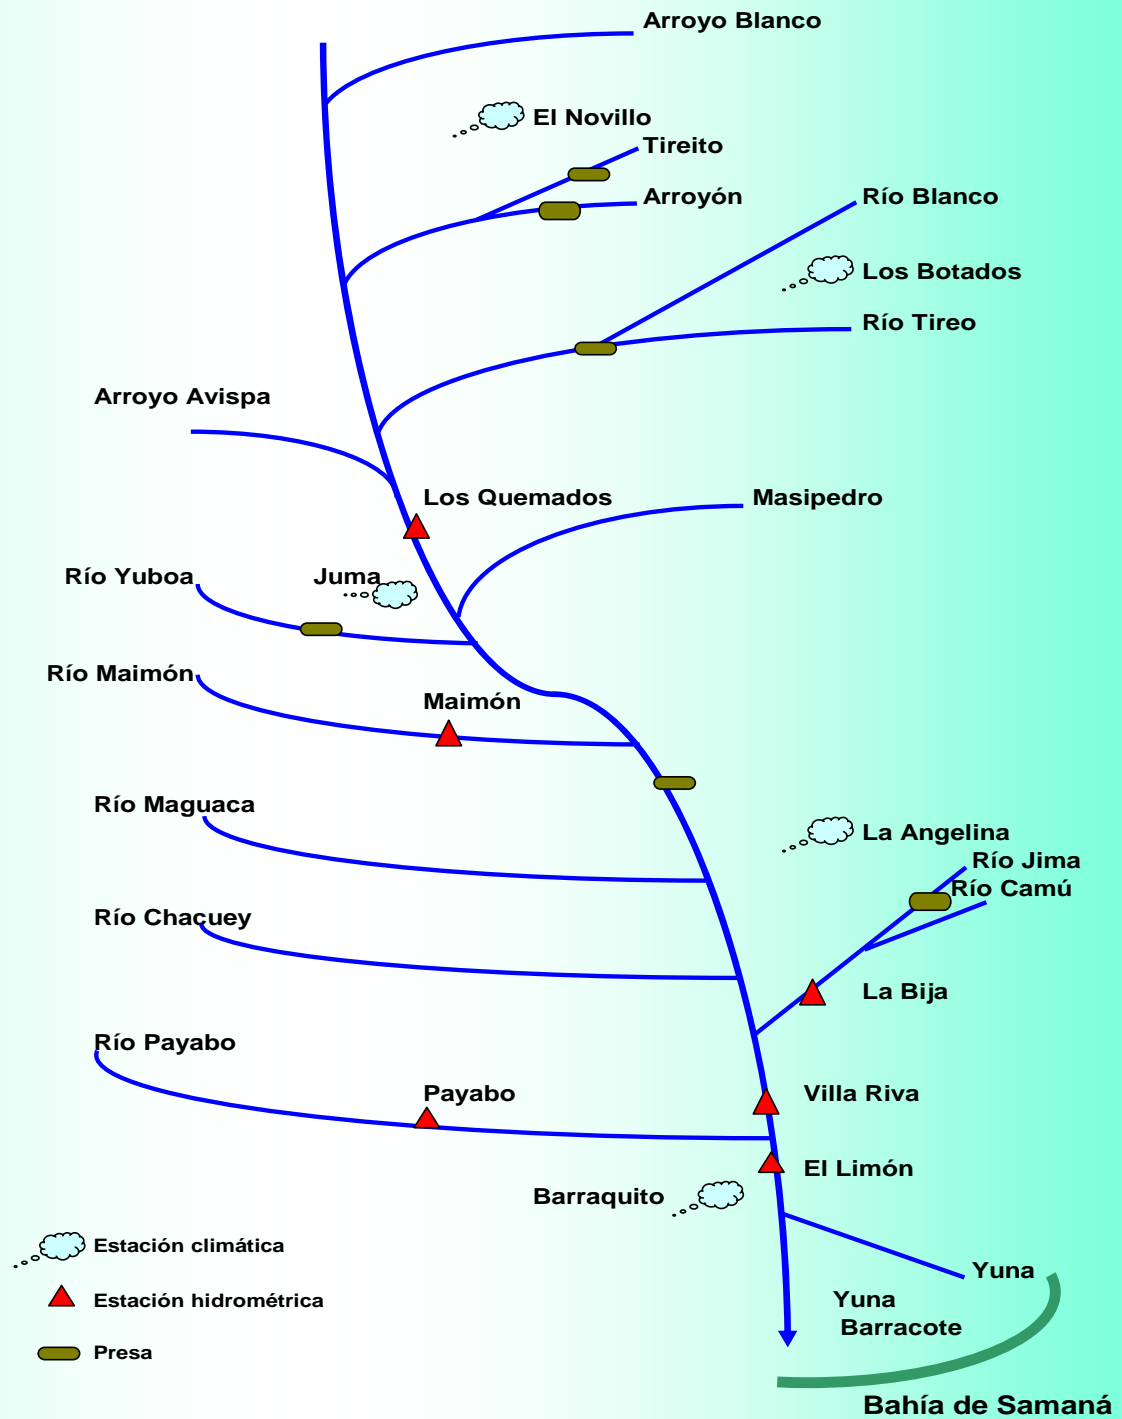 Arroyo Blanco
El Novillo
Tireito
Arroyón
Río Blanco
Los Botados
Río Tireo
Arroyo Avispa
Los Quemados
Masipedro
Río Yuboa
Juma
Río Maimón
Maimón
Río Maguaca
La Angelina
Río Jima
Río Camú
Río Chacuey
La Bija
Río Payabo
Payabo
Villa Riva
El Limón
Barraquito
Estación climática
Yuna
Estación hidrométrica
Yuna
Barracote
Presa
Bahía de Samaná